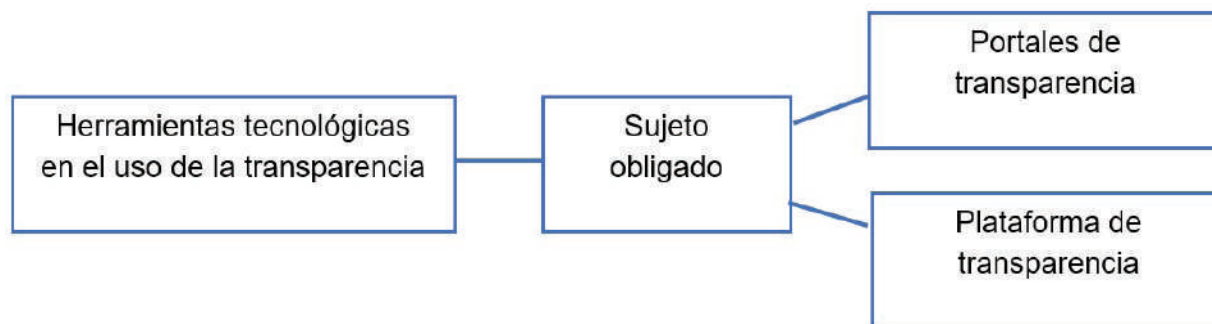 Herramientas tecnológicas
en el uso de la transparencia
Sujeto
obligado
Portales de
transparencia
Plataforma de
transparencia